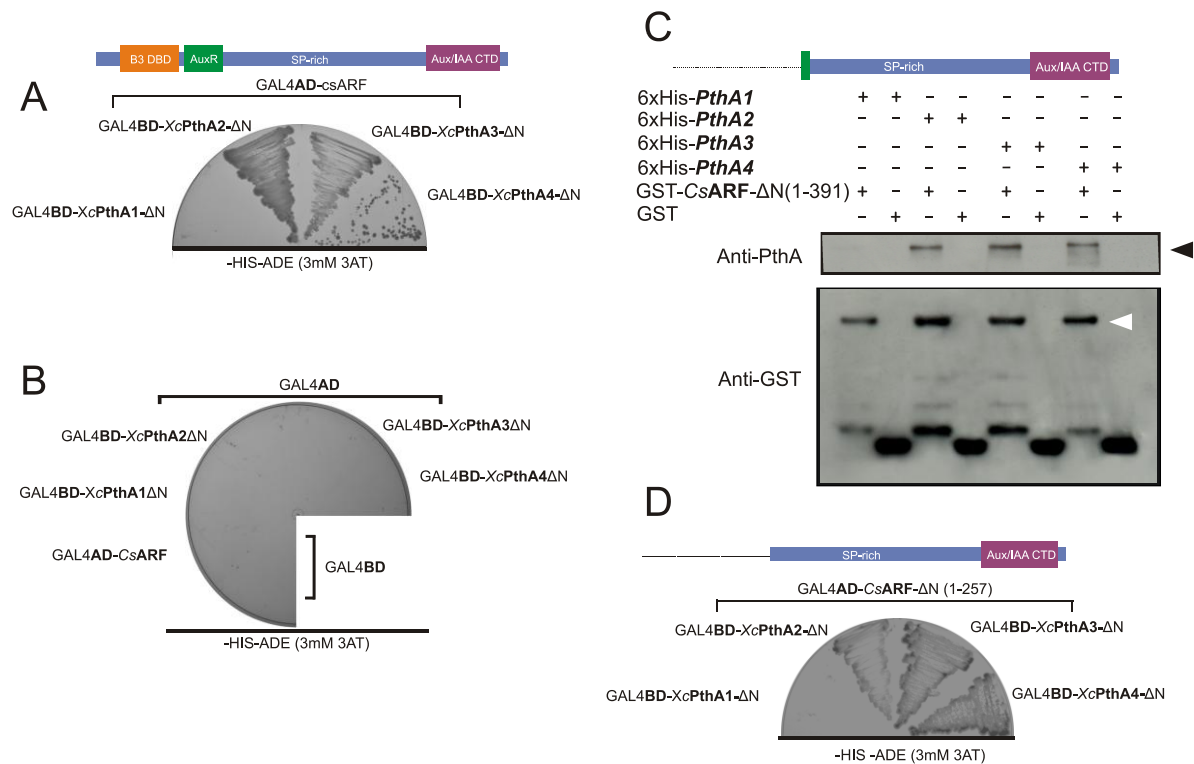 A
B3 DBD AuxR SP-rich Aux/IAA CTD
GAL4AD-csARF
GAL4BD-XcPthA2-ΔN
GAL4BD-XcPthA3-ΔN
GAL4BD-XcPthA1-ΔN
GAL4BD-XcPthA4-ΔN
-HIS-ADE (3mM 3AT)
B
GAL4AD
GAL4BD-XcPthA2ΔN
GAL4BD-XcPthA3ΔN
GAL4BD-XcPthA1ΔN
GAL4BD-XcPthA4ΔN
GAL4AD-CsARF
GAL4BD
-HIS-ADE (3mM 3AT)
C
SP-rich Aux/IAA CTD
6xHis-PthA1 + + – – – – – –
6xHis-PthA2 – – + + – – – –
6xHis-PthA3 – – – – + + – –
6xHis-PthA4 – – – – – – + +
GST-CsARF-ΔN(1-391) + – + – + – + –
GST – + – + – + – +
Anti-PthA
Anti-GST
D
SP-rich Aux/IAA CTD
GAL4AD-CsARF-ΔN (1-257)
GAL4BD-XcPthA2-ΔN
GAL4BD-XcPthA3-ΔN
GAL4BD-XcPthA1-ΔN
GAL4BD-XcPthA4-ΔN
-HIS -ADE (3mM 3AT)